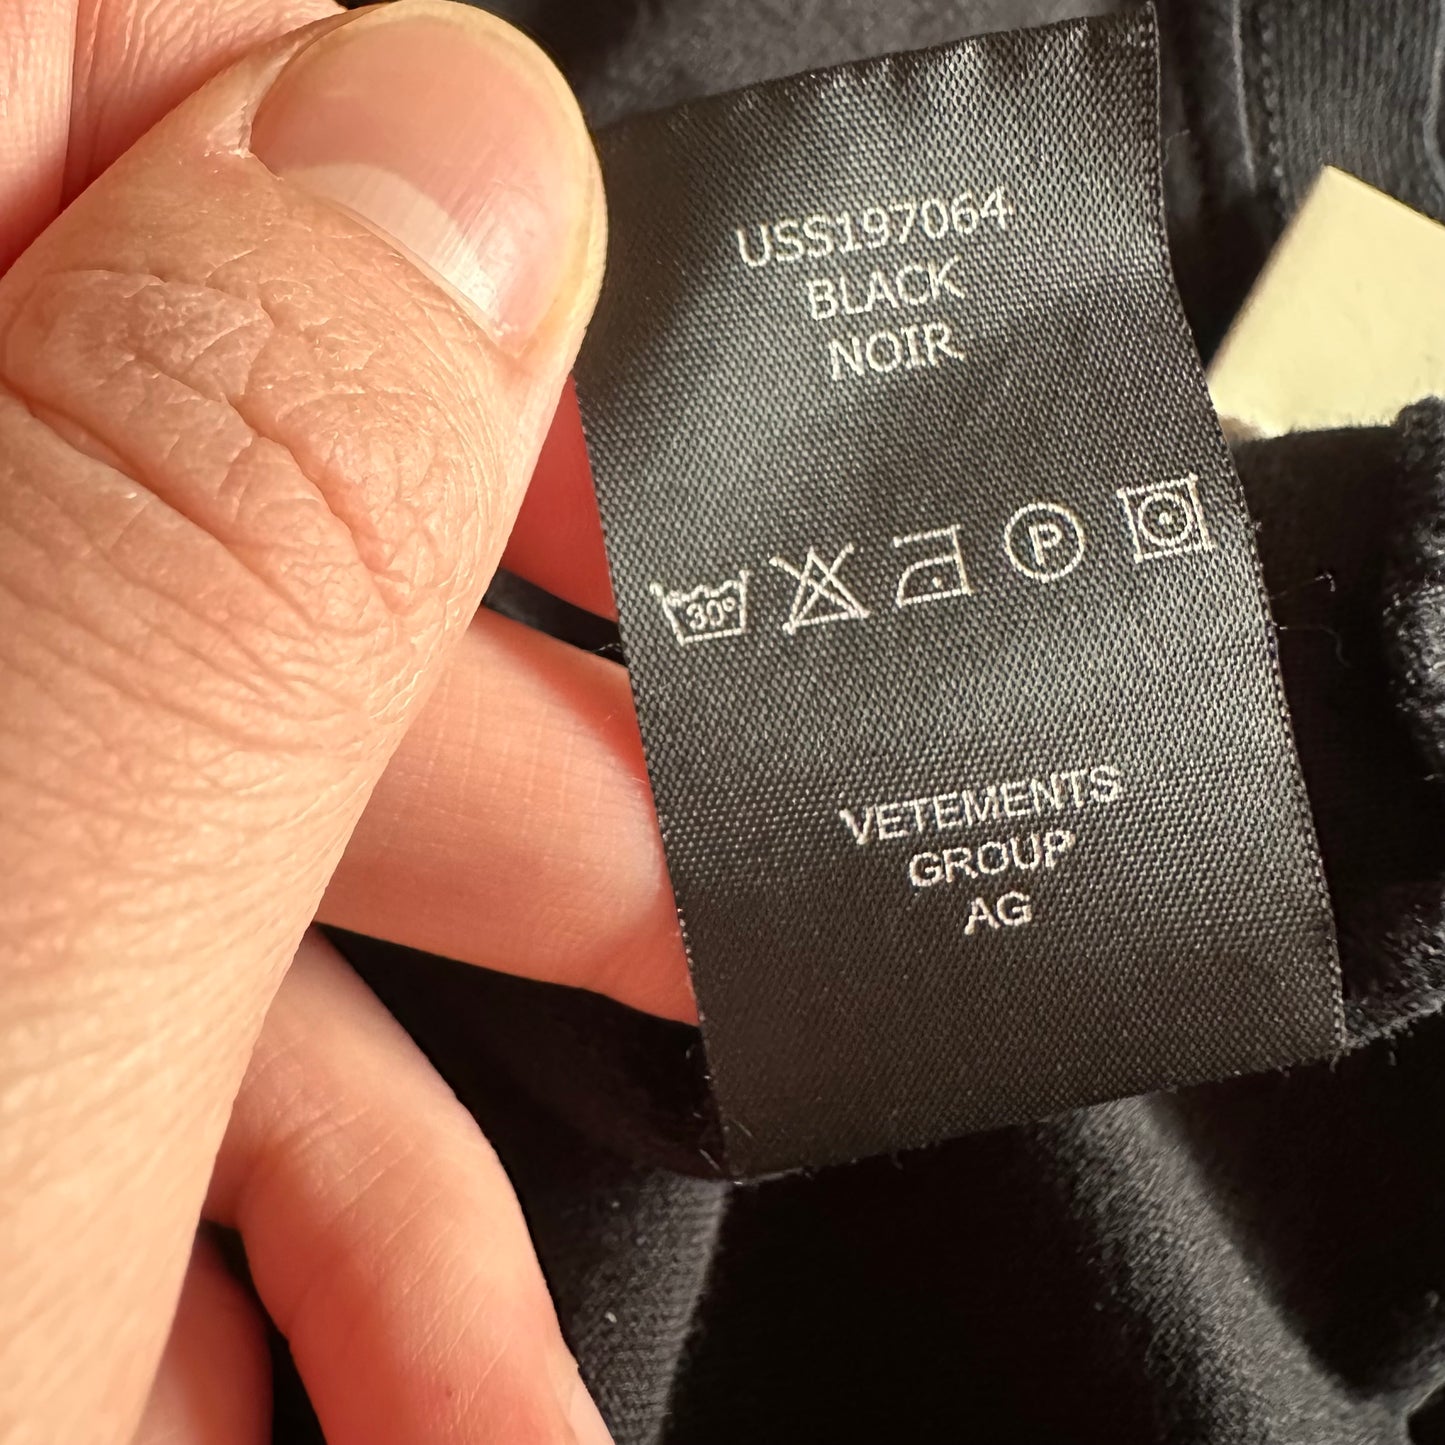 USS197064
BLACK
NOIR
30°
P
VETEMENTS
GROUP
AG